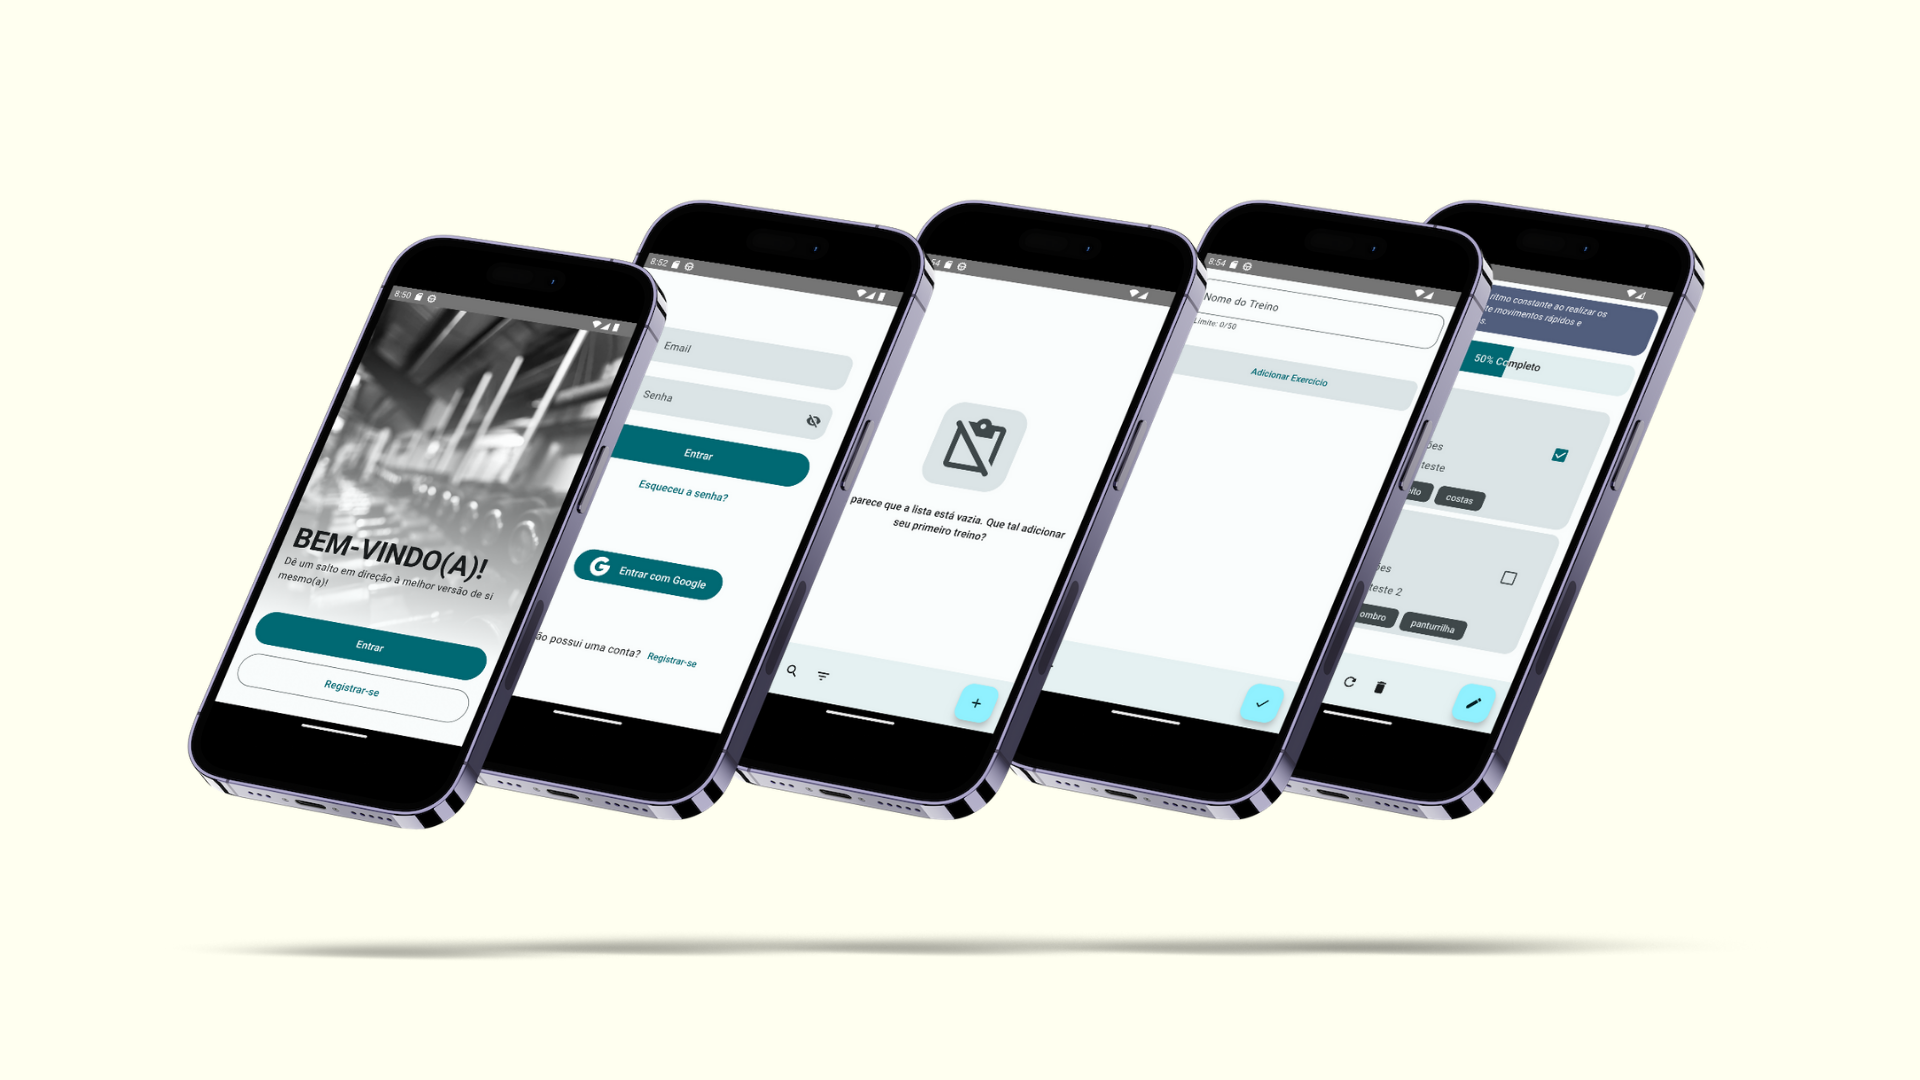 8:50
BEM-VINDO(A)!
Dê um salto em direção à melhor versão de si
mesmo(a)!
Entrar
Registrar-se
8:52
Email
Senha
Entrar
Esqueceu a senha?
Entrar com Google
ão possui uma conta? Registrar-se
54
parece que a lista está vazia. Que tal adicionar
seu primeiro treino?
8:54
Nome do Treino
Limite: 0/50
Adicionar Exercício
ritmo constante ao realizar os
te movimentos rápidos e
s.
50% Completo
ões
teste
ito
costas
ões
teste 2
ombro
panturrilha